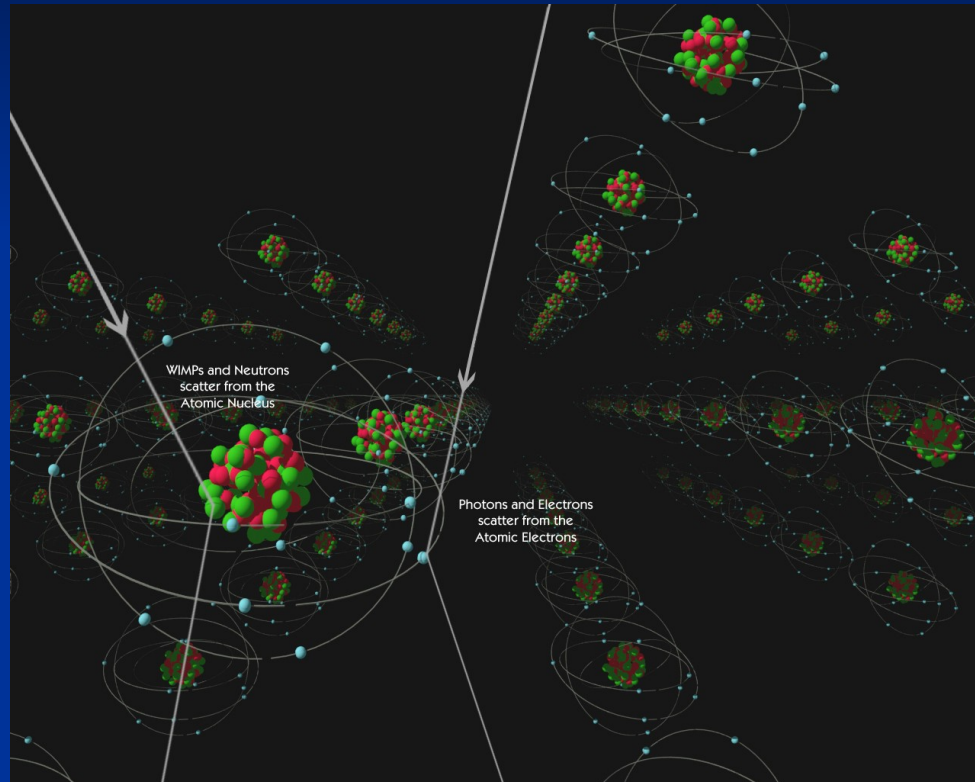 WIMPs and Neutrons
scatter from the
Atomic Nucleus
Photons and Electrons
scatter from the
Atomic Electrons